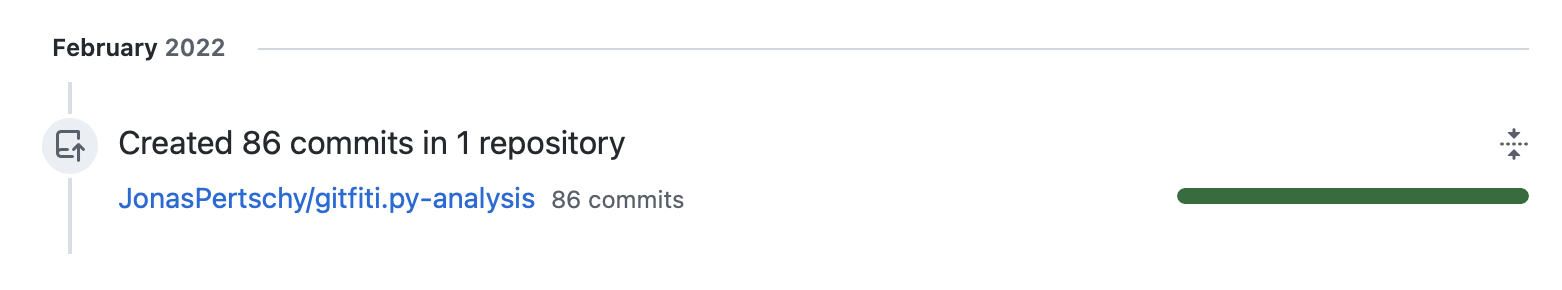 February 2022
Created 86 commits in 1 repository
JonasPertschy/gitfiti.py-analysis 86 commits